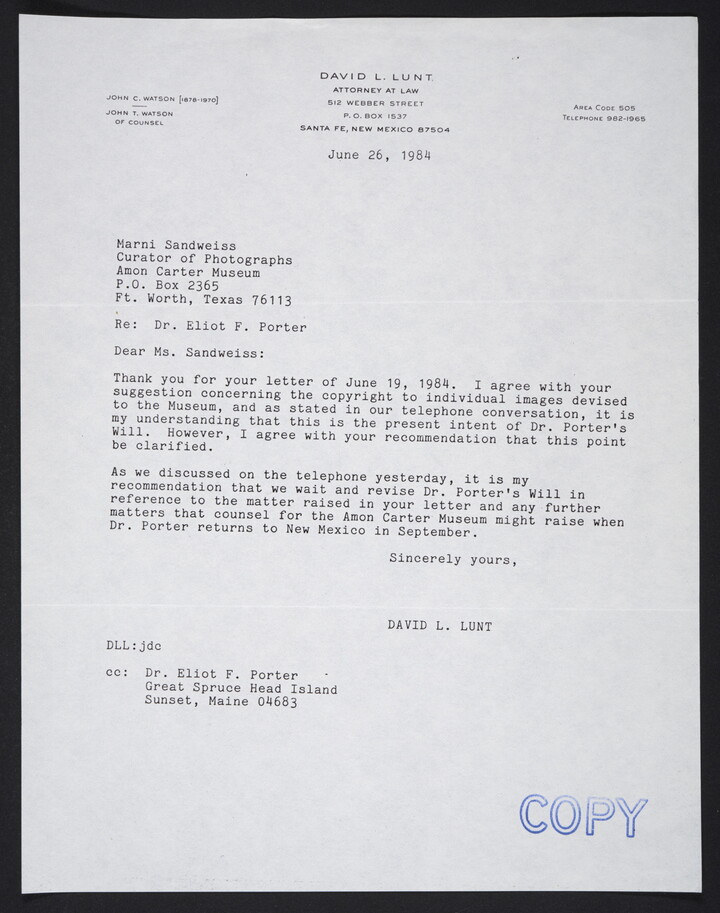 DAVID L. LUNT
ATTORNEY AT LAW
512 WEBBER STREET
P. O. BOX 1537
SANTA FE, NEW MEXICO 87504
JOHN C. WATSON [1878-1970]
JOHN T. WATSON
OF COUNSEL
AREA CODE 505
TELEPHONE 982-1965
June 26, 1984
Marni Sandweiss
Curator of Photographs
Amon Carter Museum
P.O. Box 2365
Ft. Worth, Texas 76113
Re: Dr. Eliot F. Porter
Dear Ms. Sandweiss:
Thank you for your letter of June 19, 1984. I agree with your
suggestion concerning the copyright to individual images devised
to the Museum, and as stated in our telephone conversation, it is
my understanding that this is the present intent of Dr. Porter's
Will. However, I agree with your recommendation that this point
be clarified.
As we discussed on the telephone yesterday, it is my
recommendation that we wait and revise Dr. Porter's Will in
reference to the matter raised in your letter and any further
matters that counsel for the Amon Carter Museum might raise when
Dr. Porter returns to New Mexico in September.
Sincerely yours,
DAVID L. LUNT
DLL:jdc
cc: Dr. Eliot F. Porter
Great Spruce Head Island
Sunset, Maine 04683
COPY